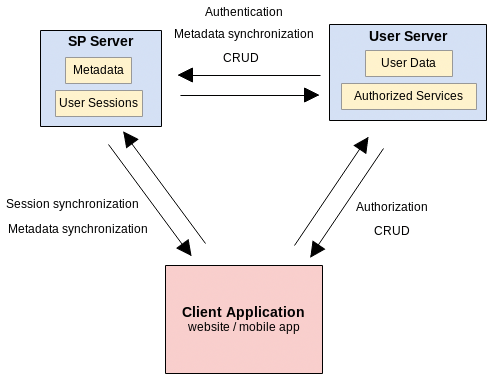 Authentication
Metadata synchronization
CRUD
SP Server
Metadata
User Sessions
User Server
User Data
Authorized Services
Session synchronization
Metadata synchronization
Authorization
CRUD
Client Application
website / mobile app